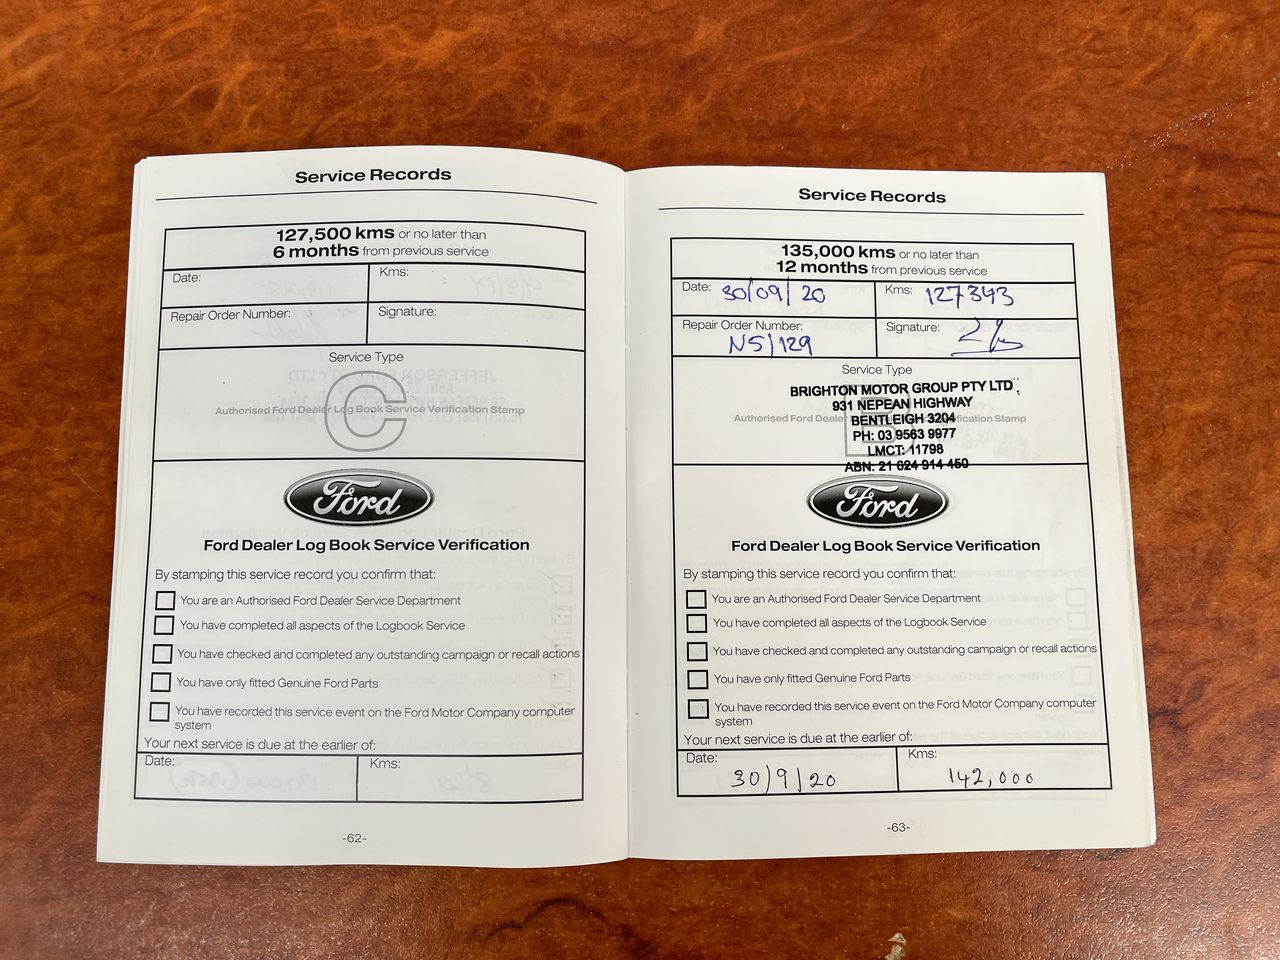 Service Records
127,500 kms or no later than
6 months from previous service
Date:
Kms:
Repair Order Number:
Signature:
Service Type
C
Authorised Ford Dealer Log Book Service Verification Stamp
Ford
Ford Dealer Log Book Service Verification
By stamping this service record you confirm that:
You are an Authorised Ford Dealer Service Department
You have completed all aspects of the Logbook Service
You have checked and completed any outstanding campaign or recall actions
You have only fitted Genuine Ford Parts
You have recorded this service event on the Ford Motor Company computer
system
Your next service is due at the earlier of:
Date:
Kms:
-62-
Service Records
135,000 kms or no later than
12 months from previous service
Date: 30/09/20
Kms: 127343
Repair Order Number:
N5/129
Signature:
Service Type
BRIGHTON MOTOR GROUP PTY LTD
931 NEPEAN HIGHWAY
Authorised Ford Dealer
B
BENTLEIGH 3204
Verification Stamp
PH: 03 9563 9977
LMCT: 11798
ABN: 21 624 914 450
Ford
Ford Dealer Log Book Service Verification
By stamping this service record you confirm that:
You are an Authorised Ford Dealer Service Department
You have completed all aspects of the Logbook Service
You have checked and completed any outstanding campaign or recall actions
You have only fitted Genuine Ford Parts
You have recorded this service event on the Ford Motor Company computer
system
Your next service is due at the earlier of:
Date:
30/9/20
Kms:
142,000
-63-